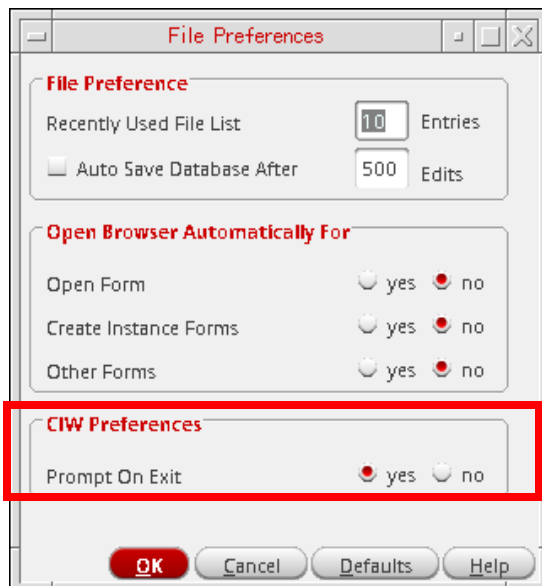 File Preferences
File Preference
Recently Used File List 10 Entries
Auto Save Database After 500 Edits
Open Browser Automatically For
Open Form yes no
Create Instance Forms yes no
Other Forms yes no
CIW Preferences
Prompt On Exit yes no
OK Cancel Defaults Help